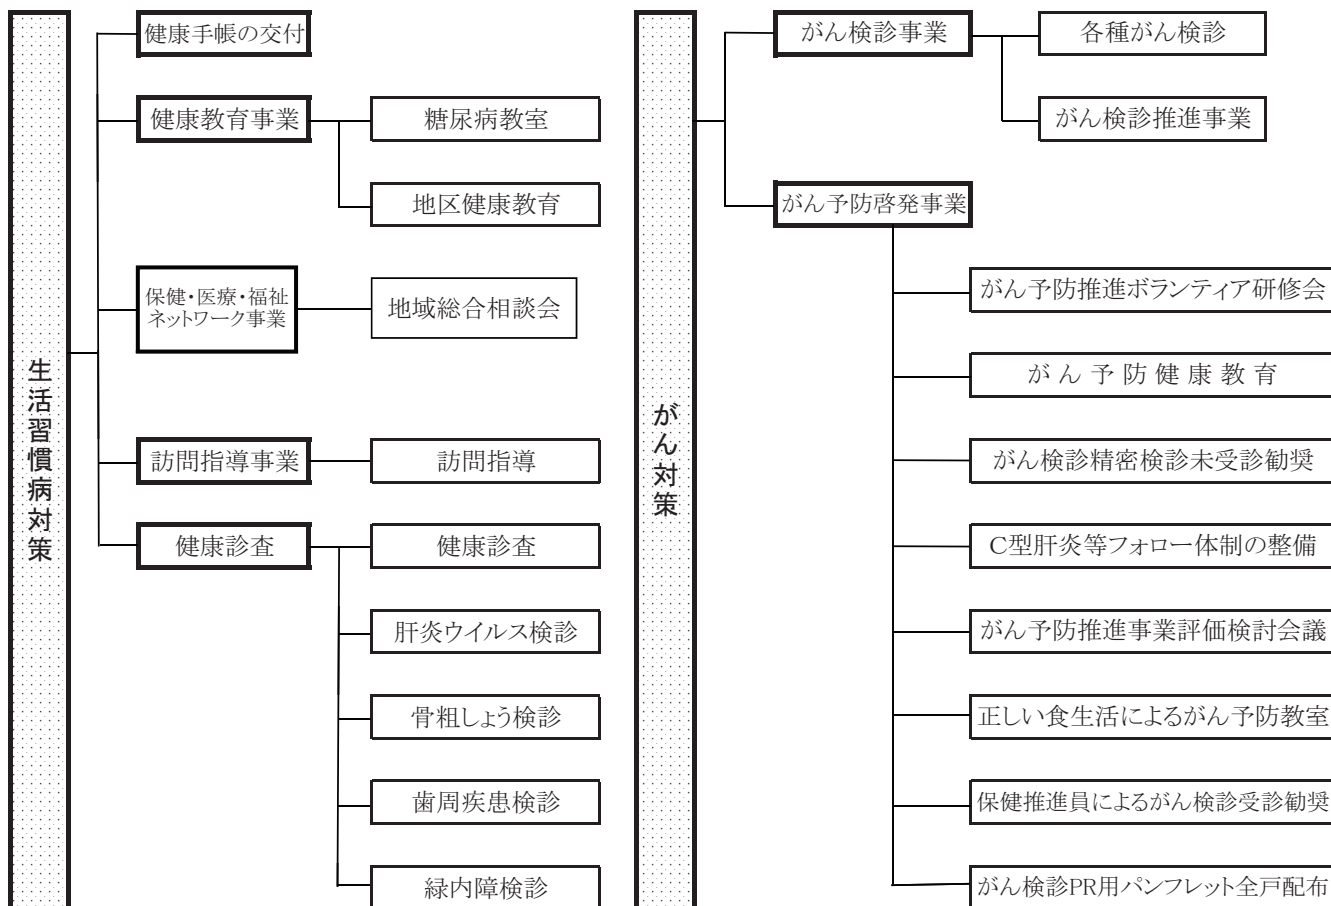 生活習慣病対策
健康手帳の交付
健康教育事業
糖尿病教室
地区健康教育
保健・医療・福祉
ネットワーク事業
地域総合相談会
訪問指導事業
訪問指導
健康診査
健康診査
肝炎ウイルス検診
骨粗しょう検診
歯周疾患検診
緑内障検診
がん対策
がん検診事業
各種がん検診
がん検診推進事業
がん予防啓発事業
がん予防推進ボランティア研修会
がん予防健康教育
がん検診精密検診未受診勧奨
C型肝炎等フォロー体制の整備
がん予防推進事業評価検討会議
正しい食生活によるがん予防教室
保健推進員によるがん検診受診勧奨
がん検診PR用パンフレット全戸配布